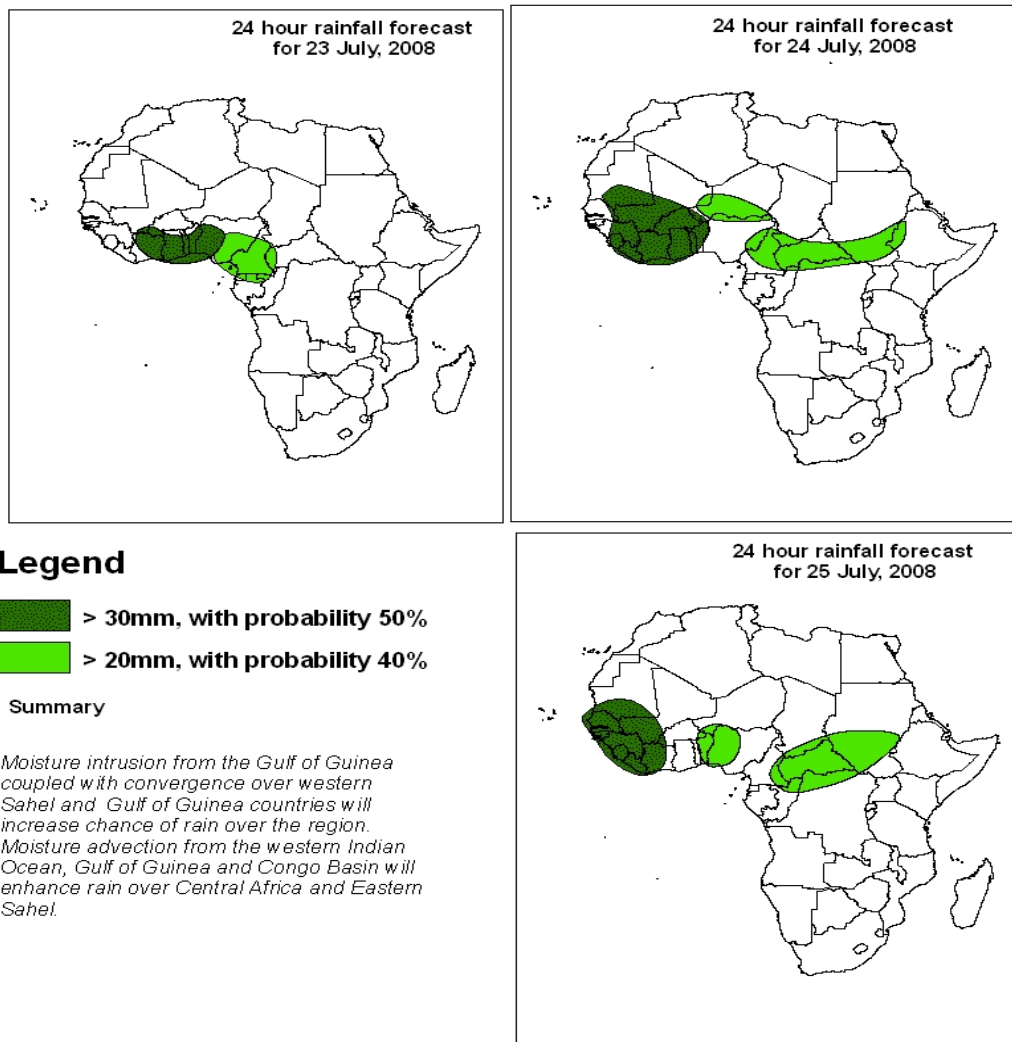 24 hour rainfall forecast
for 23 July, 2008
24 hour rainfall forecast
for 24 July, 2008
Legend
> 30mm, with probability 50%
> 20mm, with probability 40%
Summary
Moisture intrusion from the Gulf of Guinea
coupled with convergence over western
Sahel and Gulf of Guinea countries will
increase chance of rain over the region.
Moisture advection from the western Indian
Ocean, Gulf of Guinea and Congo Basin will
enhance rain over Central Africa and Eastern
Sahel.
24 hour rainfall forecast
for 25 July, 2008